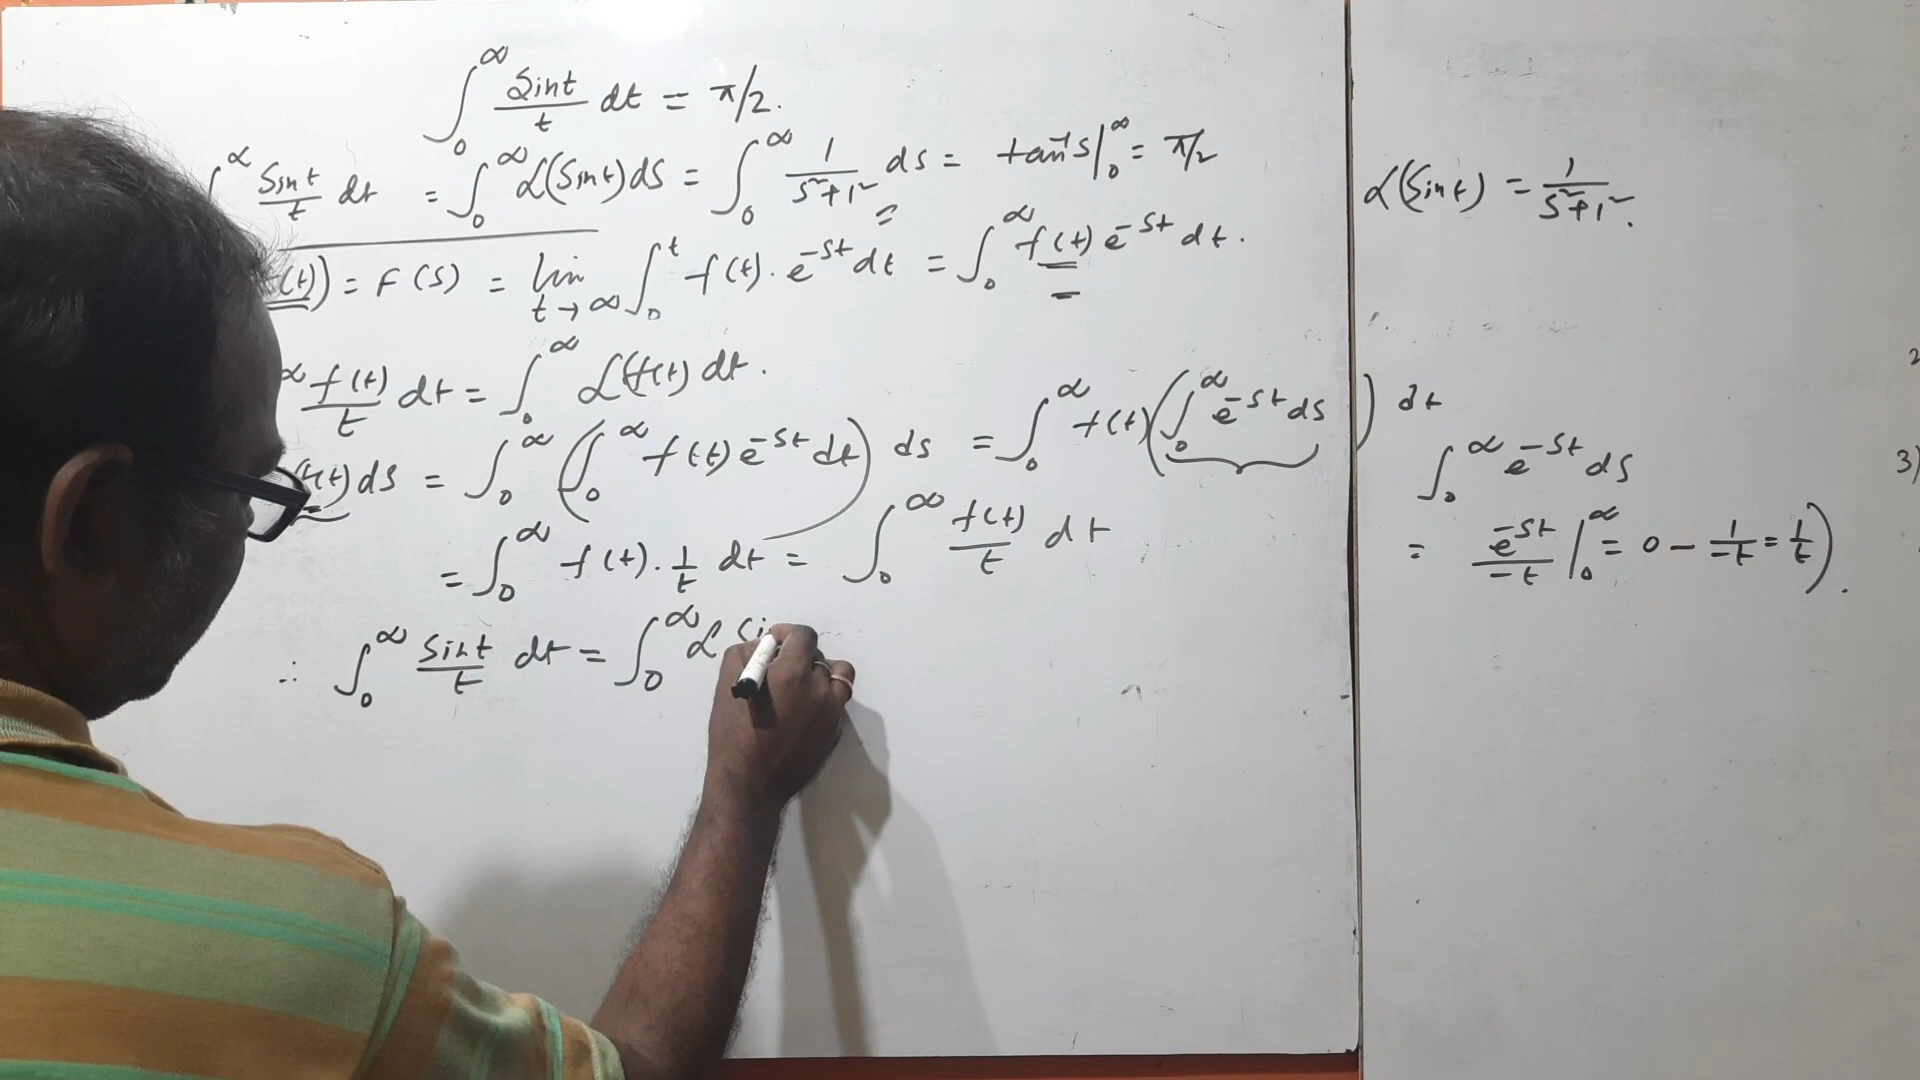 ∫₀^∞ Sint/t dt = π/2.
∫^∞ Sint/t dt = ∫₀^∞ ℒ(Sint)dS = ∫₀^∞ 1/(S²+1²) ds = tan⁻¹S|₀^∞ = π/2
(t)) = F(S) = lim t→∞ ∫₀^t f(t). e^-St dt = ∫₀^∞ f(t) e^-St dt.
∞ f(t)/t dt = ∫₀^∞ ℒ(f(t) dt.
f(t) dS = ∫₀^∞ (∫₀^∞ f(t) e^-St dt) ds = ∫₀^∞ f(t) (∫₀^∞ e^-St ds) dt
= ∫₀^∞ f(t). 1/t dt = ∫₀^∞ f(t)/t dt
∴ ∫₀^∞ Sint/t dt = ∫₀^∞ ℒ Si
ℒ(Sint) = 1/(S²+1²).
∫₀^∞ e^-St ds
= e^-St/-t |₀^∞ = 0 - 1/-t = 1/t).
2
3)